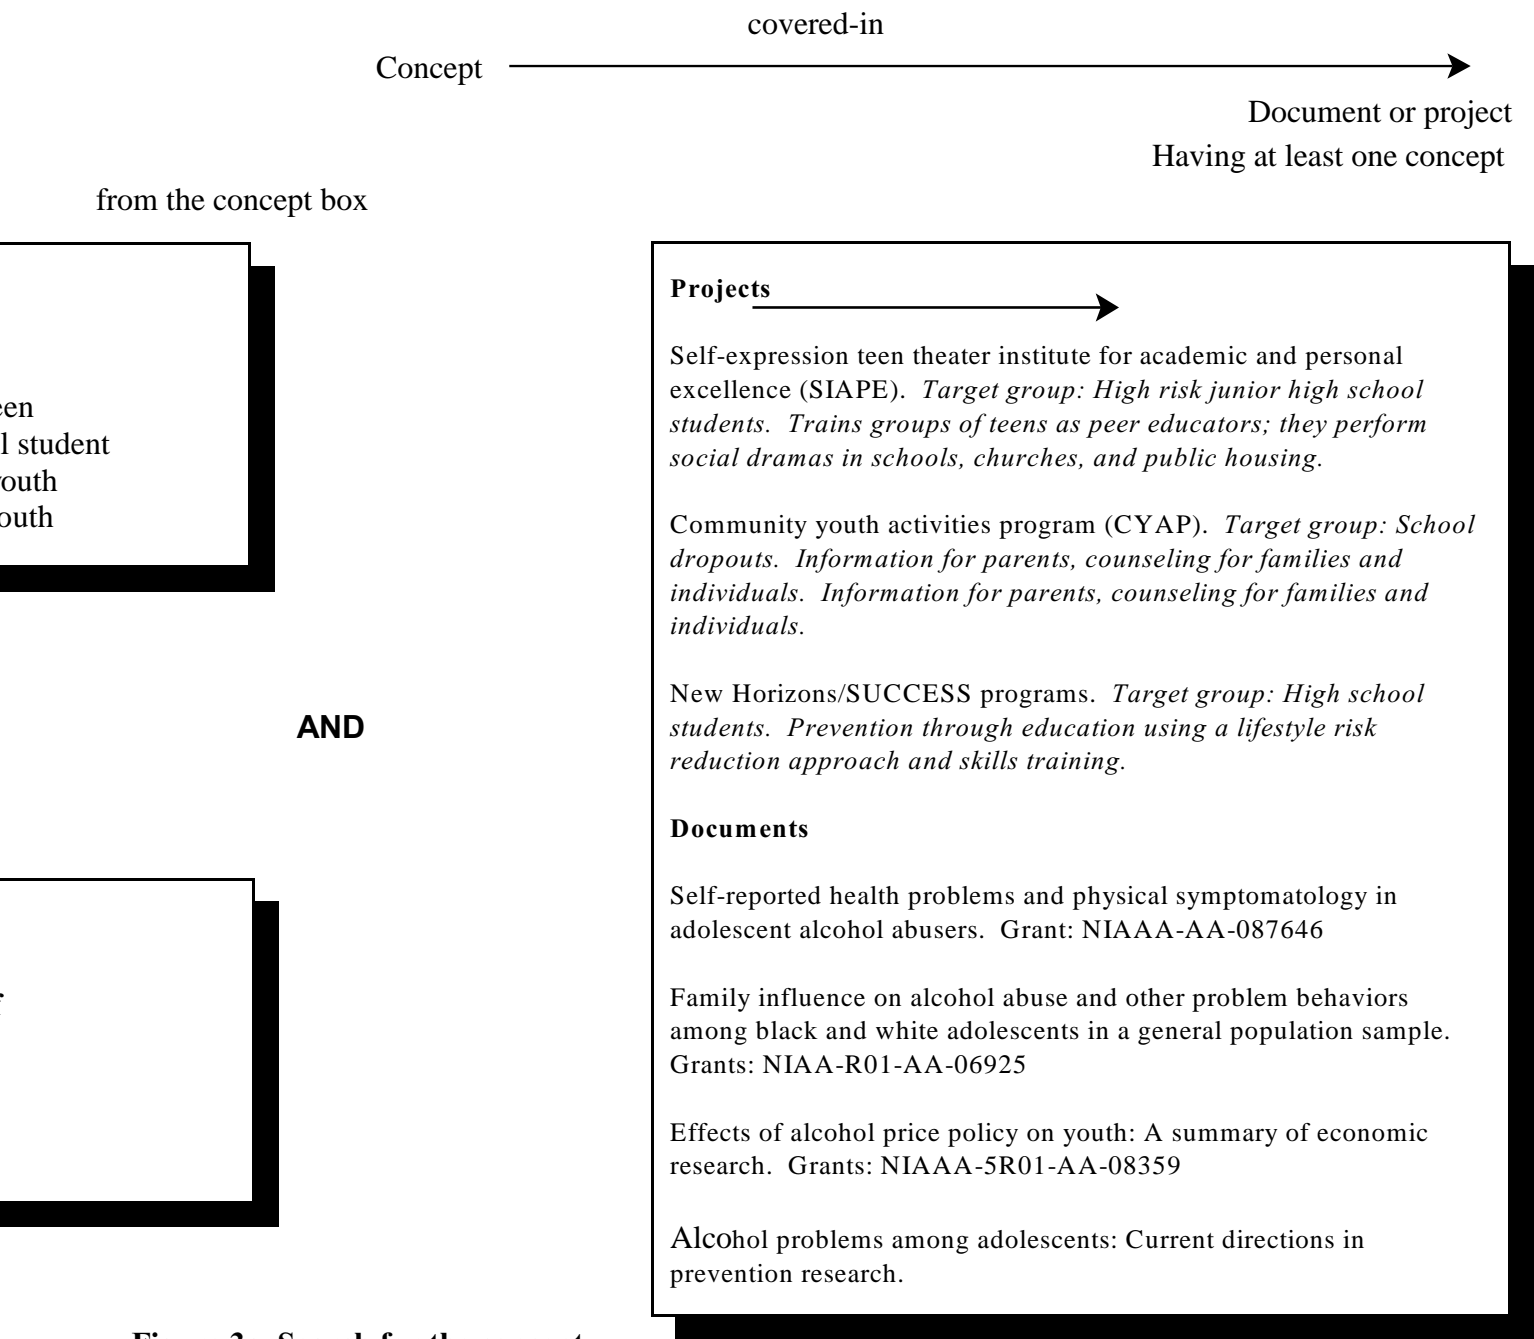 covered-in
Concept
Document or project
Having at least one concept
from the concept box
l student
outh
AND
Projects
Self-expression teen theater institute for academic and personal
excellence (SIAPE). Target group: High risk junior high school
students. Trains groups of teens as peer educators; they perform
social dramas in schools, churches, and public housing.
Community youth activities program (CYAP). Target group: School
dropouts. Information for parents, counseling for families and
individuals. Information for parents, counseling for families and
individuals.
New Horizons/SUCCESS programs. Target group: High school
students. Prevention through education using a lifestyle risk
reduction approach and skills training.
Documents
Self-reported health problems and physical symptomatology in
adolescent alcohol abusers. Grant: NIAAA-AA-087646
Family influence on alcohol abuse and other problem behaviors
among black and white adolescents in a general population sample.
Grants: NIAA-R01-AA-06925
Effects of alcohol price policy on youth: A summary of economic
research. Grants: NIAAA-5R01-AA-08359
Alcohol problems among adolescents: Current directions in
prevention research.